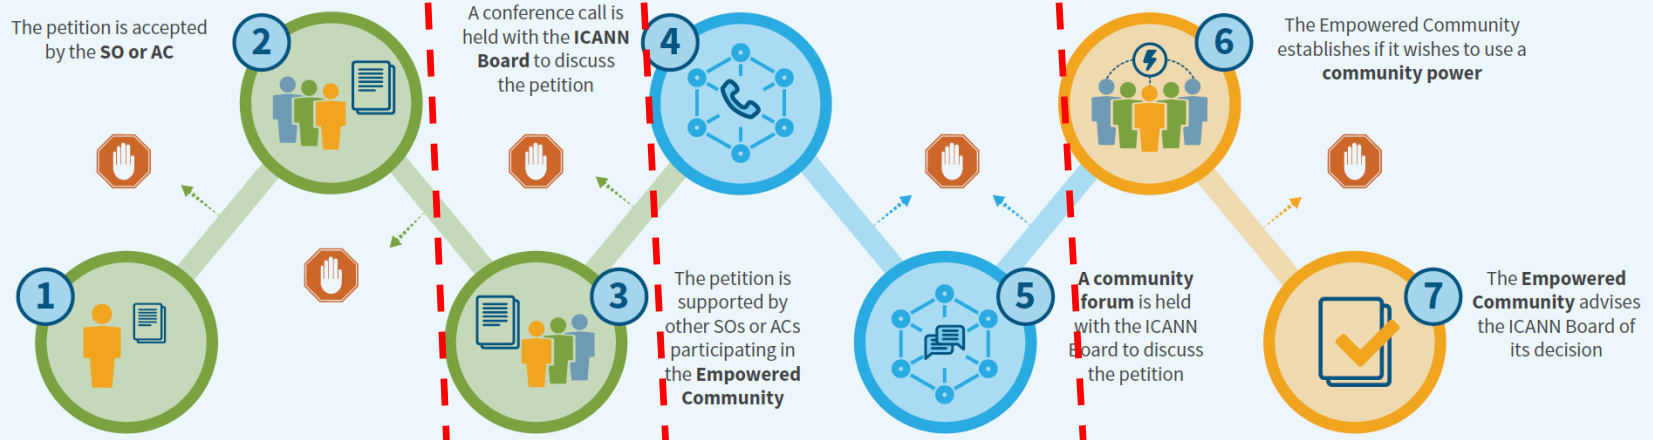 The petition is accepted
by the SO or AC
2
A conference call is
held with the ICANN
Board to discuss
the petition
4
6
The Empowered Community
establishes if it wishes to use a
community power
1
3
The petition is
supported by
other SOs or ACs
participating in
the Empowered
Community
5
A community
forum is held
with the ICANN
Board to discuss
the petition
7
The Empowered
Community advises
the ICANN Board of
its decision